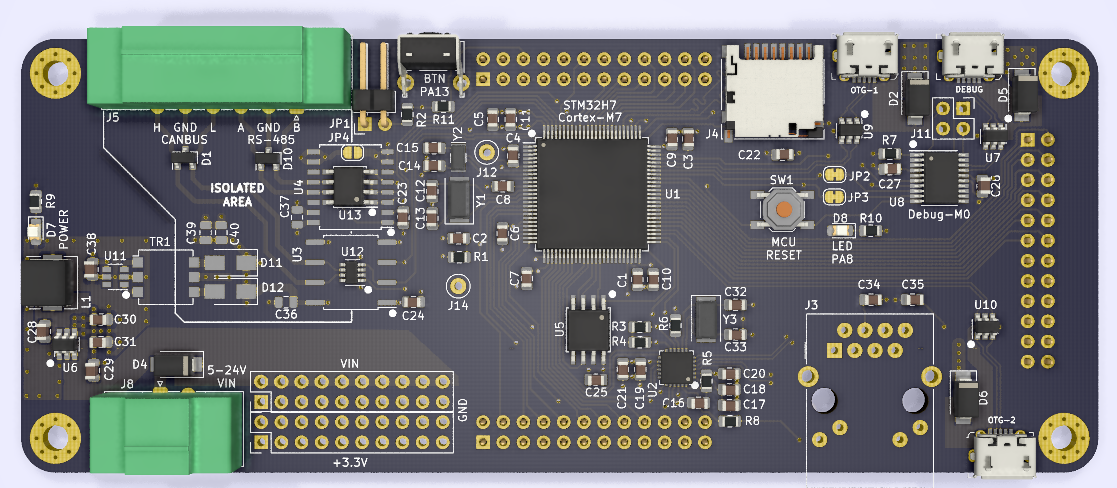 J5
H GND L
CANBUS
A GND B
RS-485
JP1
JP4
BTN
PA13
R2
R11
Y2
C5
C4
C11
STM32H7
Cortex-M7
J4
OTG-1
D2
U9
DEBUG
D5
J11
U7
D1
D10
ISOLATED
AREA
U4
U13
C15
C14
C12
C13
C23
Y1
J12
C8
C6
U1
C9
C3
C22
SW1
MCU
RESET
JP2
JP3
D8
LED
PA8
R10
R7
C27
U8
Debug-M0
C26
R9
D7
POWER
C37
C39
C40
TR1
C38
U11
L1
D11
D12
C36
U3
U12
C24
C2
R1
J14
C7
C1
C10
C28
U6
C30
C31
C29
D4
5-24V
VIN
J8
VIN
GND
+3.3V
U5
R3
R4
R6
Y3
C32
C33
C25
C21
C19
U2
R5
C16
C20
C18
C17
R8
J3
C34
C35
U10
D6
OTG-2